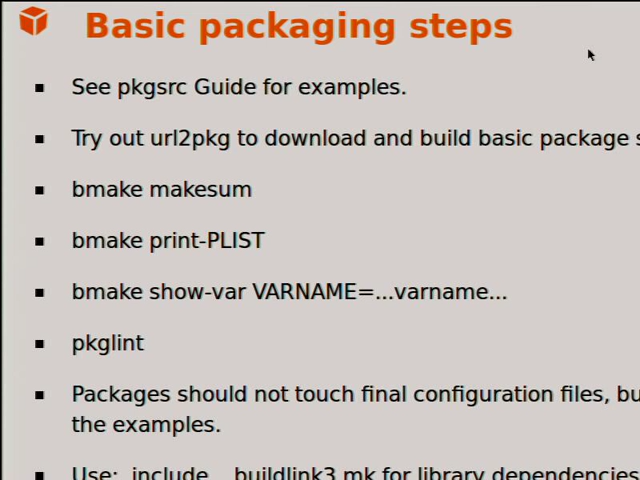 Basic packaging steps
See pkgsrc Guide for examples.
Try out url2pkg to download and build basic package
bmake makesum
bmake print-PLIST
bmake show-var VARNAME=...varname...
pkglint
Packages should not touch final configuration files,
the examples.
Use: .include buildlink3.mk for library dependencies